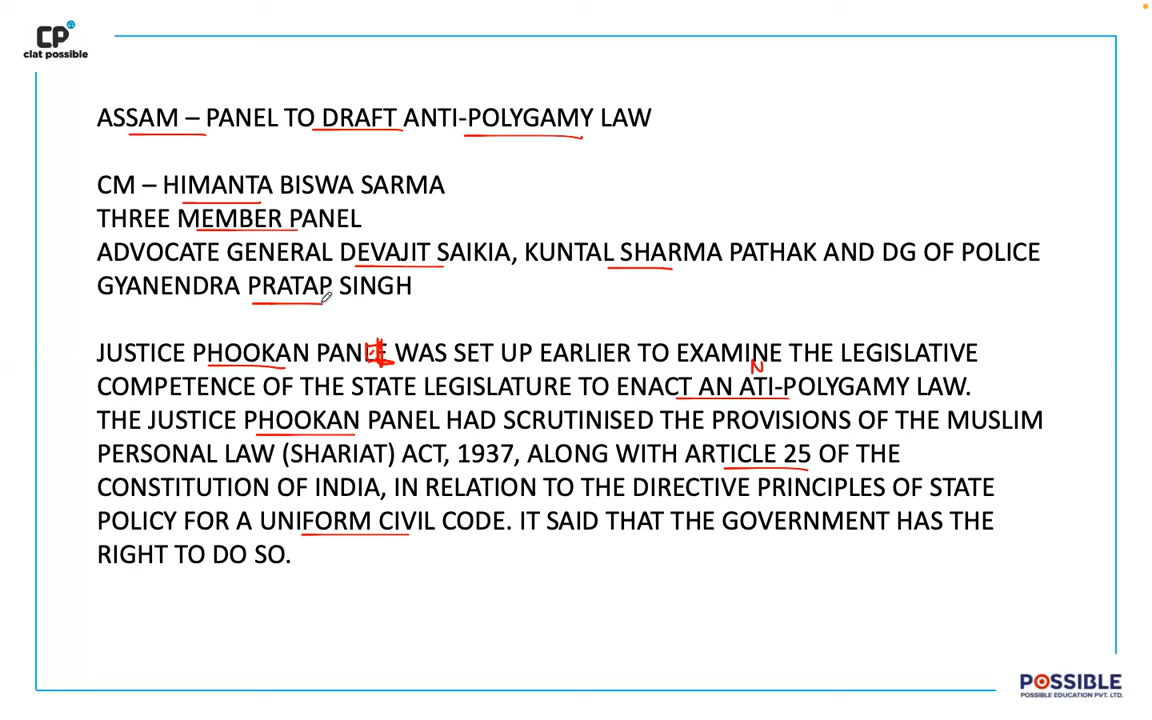 CP
clat possible
ASSAM – PANEL TO DRAFT ANTI-POLYGAMY LAW
CM – HIMANTA BISWA SARMA
THREE MEMBER PANEL
ADVOCATE GENERAL DEVAJIT SAIKIA, KUNTAL SHARMA PATHAK AND DG OF POLICE
GYANENDRA PRATAP SINGH
JUSTICE PHOOKAN WAS SET UP EARLIER TO EXAMINE THE LEGISLATIVE
N
COMPETENCE OF THE STATE LEGISLATURE TO ENACT AN ATI-POLYGAMY LAW.
THE JUSTICE PHOOKAN PANEL HAD SCRUTINISED THE PROVISIONS OF THE MUSLIM
PERSONAL LAW (SHARIAT) ACT, 1937, ALONG WITH ARTICLE 25 OF THE
CONSTITUTION OF INDIA, IN RELATION TO THE DIRECTIVE PRINCIPLES OF STATE
POLICY FOR A UNIFORM CIVIL CODE. IT SAID THAT THE GOVERNMENT HAS THE
RIGHT TO DO SO.
POSSIBLE
POSSIBLE EDUCATION PVT. LTD.